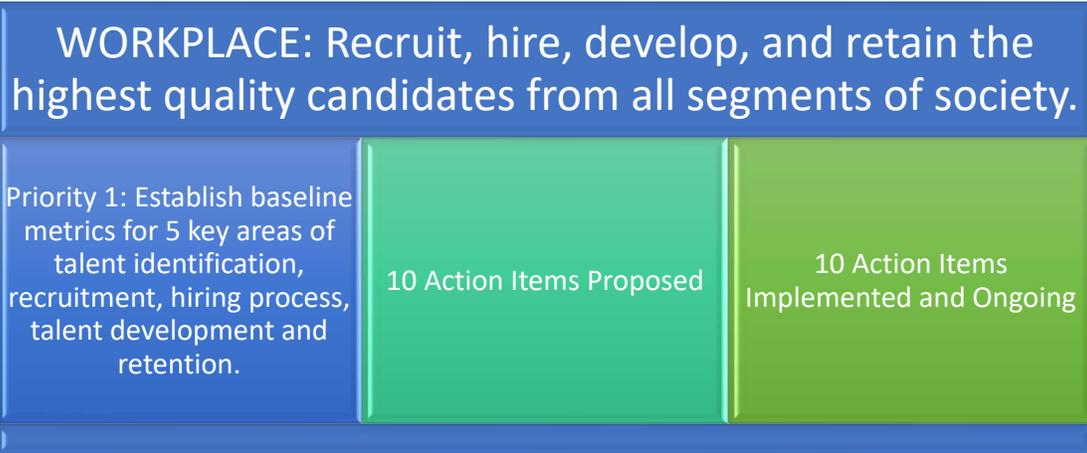 WORKPLACE: Recruit, hire, develop, and retain the
highest quality candidates from all segments of society.
Priority 1: Establish baseline
metrics for 5 key areas of
talent identification,
recruitment, hiring process,
talent development and
retention.
10 Action Items Proposed
10 Action Items
Implemented and Ongoing